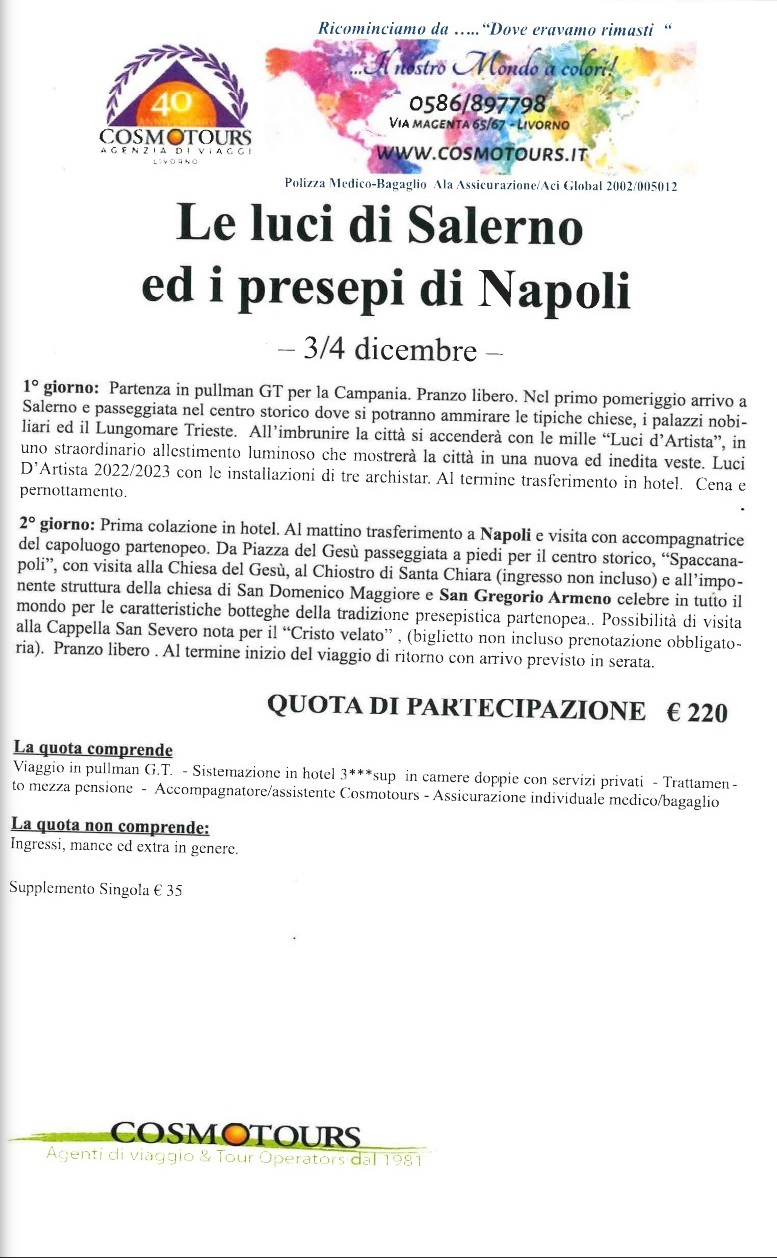 Ricominciamo da ….."Dove eravamo rimasti "
...Il nostro Mondo a colori!
40
0586/897798
COSMOTOURS
VIA MAGENTA 65/67 - LIVORNO
AGENZIA DI VIAGGI
LIVORNO
WWW.COSMOTOURS.IT
Polizza Medico-Bagaglio Ala Assicurazione/Aci Global 2002/005012
Le luci di Salerno
ed i presepi di Napoli
– 3/4 dicembre –
1° giorno: Partenza in pullman GT per la Campania. Pranzo libero. Nel primo pomeriggio arrivo a
Salerno e passeggiata nel centro storico dove si potranno ammirare le tipiche chiese, i palazzi nobi-
liari ed il Lungomare Trieste. All'imbrunire la città si accenderà con le mille "Luci d'Artista", in
uno straordinario allestimento luminoso che mostrerà la città in una nuova ed inedita veste. Luci
D'Artista 2022/2023 con le installazioni di tre archistar. Al termine trasferimento in hotel. Cena e
pernottamento.
2° giorno: Prima colazione in hotel. Al mattino trasferimento a Napoli e visita con accompagnatrice
del capoluogo partenopeo. Da Piazza del Gesù passeggiata a piedi per il centro storico, "Spaccana-
poli", con visita alla Chiesa del Gesù, al Chiostro di Santa Chiara (ingresso non incluso) e all'impo-
nente struttura della chiesa di San Domenico Maggiore e San Gregorio Armeno celebre in tutto il
mondo per le caratteristiche botteghe della tradizione presepistica partenopea.. Possibilità di visita
alla Cappella San Severo nota per il "Cristo velato" , (biglietto non incluso prenotazione obbligato-
ria). Pranzo libero . Al termine inizio del viaggio di ritorno con arrivo previsto in serata.
QUOTA DI PARTECIPAZIONE € 220
La quota comprende
Viaggio in pullman G.T. - Sistemazione in hotel 3***sup in camere doppie con servizi privati - Trattamen-
to mezza pensione - Accompagnatore/assistente Cosmotours - Assicurazione individuale medico/bagaglio
La quota non comprende:
Ingressi, mance ed extra in genere.
Supplemento Singola € 35
COSMOTOURS
Agenti di viaggio & Tour Operators dal 1981